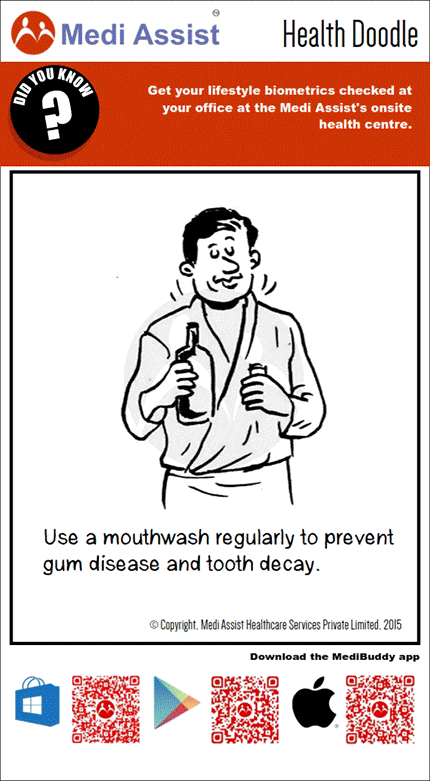 Medi Assist
Health Doodle
DID YOU KNOW
?
Get your lifestyle biometrics checked at
your office at the Medi Assist's onsite
health centre.
Use a mouthwash regularly to prevent
gum disease and tooth decay.
© Copyright. Medi Assist Healthcare Services Private Limited. 2015
Download the MediBuddy app